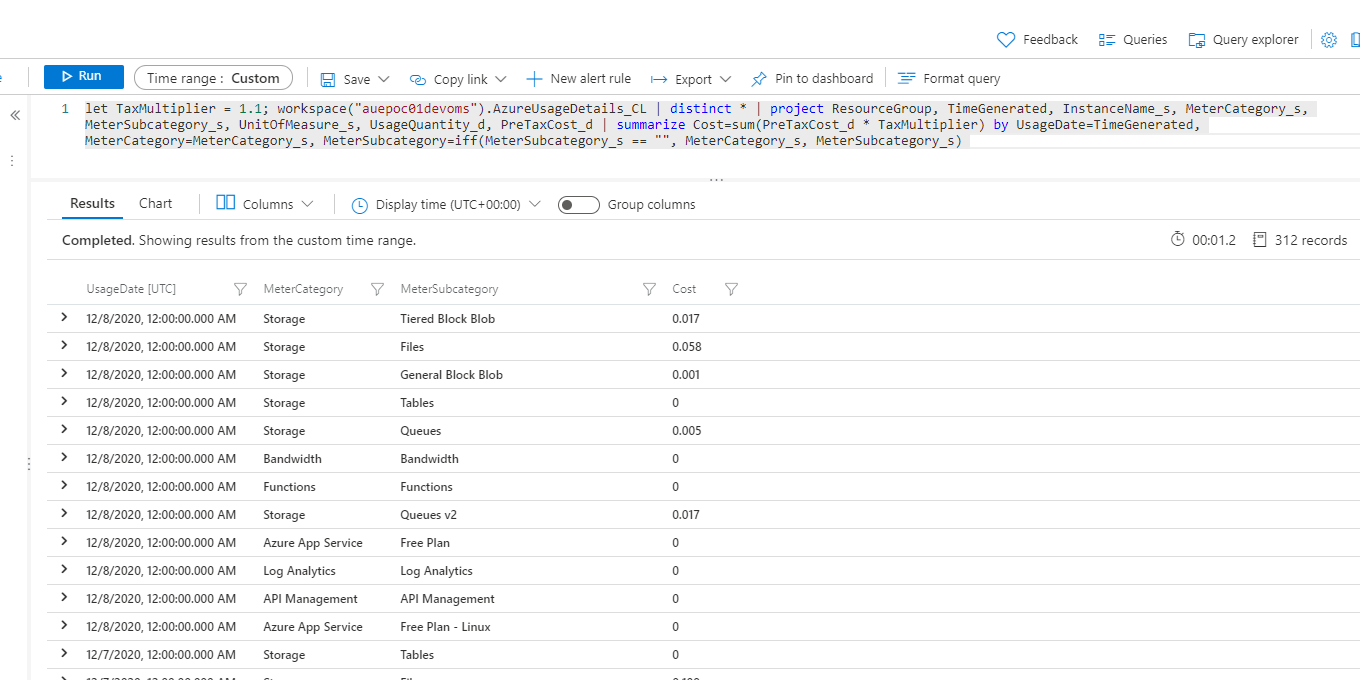 Feedback Queries Query explorer
Run Time range : Custom Save Copy link New alert rule Export Pin to dashboard Format query
1 let TaxMultiplier = 1.1; workspace("auepoc01devoms").AzureUsageDetails_CL | distinct * | project ResourceGroup, TimeGenerated, InstanceName_s, MeterCategory_s,
MeterSubcategory_s, UnitOfMeasure_s, UsageQuantity_d, PreTaxCost_d | summarize Cost=sum(PreTaxCost_d * TaxMultiplier) by UsageDate=TimeGenerated,
MeterCategory=MeterCategory_s, MeterSubcategory=iff(MeterSubcategory_s == "", MeterCategory_s, MeterSubcategory_s)
Results Chart Columns Display time (UTC+00:00) Group columns
Completed. Showing results from the custom time range. 00:01.2 312 records
UsageDate [UTC] MeterCategory MeterSubcategory Cost
12/8/2020, 12:00:00.000 AM Storage Tiered Block Blob 0.017
12/8/2020, 12:00:00.000 AM Storage Files 0.058
12/8/2020, 12:00:00.000 AM Storage General Block Blob 0.001
12/8/2020, 12:00:00.000 AM Storage Tables 0
12/8/2020, 12:00:00.000 AM Storage Queues 0.005
12/8/2020, 12:00:00.000 AM Bandwidth Bandwidth 0
12/8/2020, 12:00:00.000 AM Functions Functions 0
12/8/2020, 12:00:00.000 AM Storage Queues v2 0.017
12/8/2020, 12:00:00.000 AM Azure App Service Free Plan 0
12/8/2020, 12:00:00.000 AM Log Analytics Log Analytics 0
12/8/2020, 12:00:00.000 AM API Management API Management 0
12/8/2020, 12:00:00.000 AM Azure App Service Free Plan - Linux 0
12/7/2020, 12:00:00.000 AM Storage Tables 0